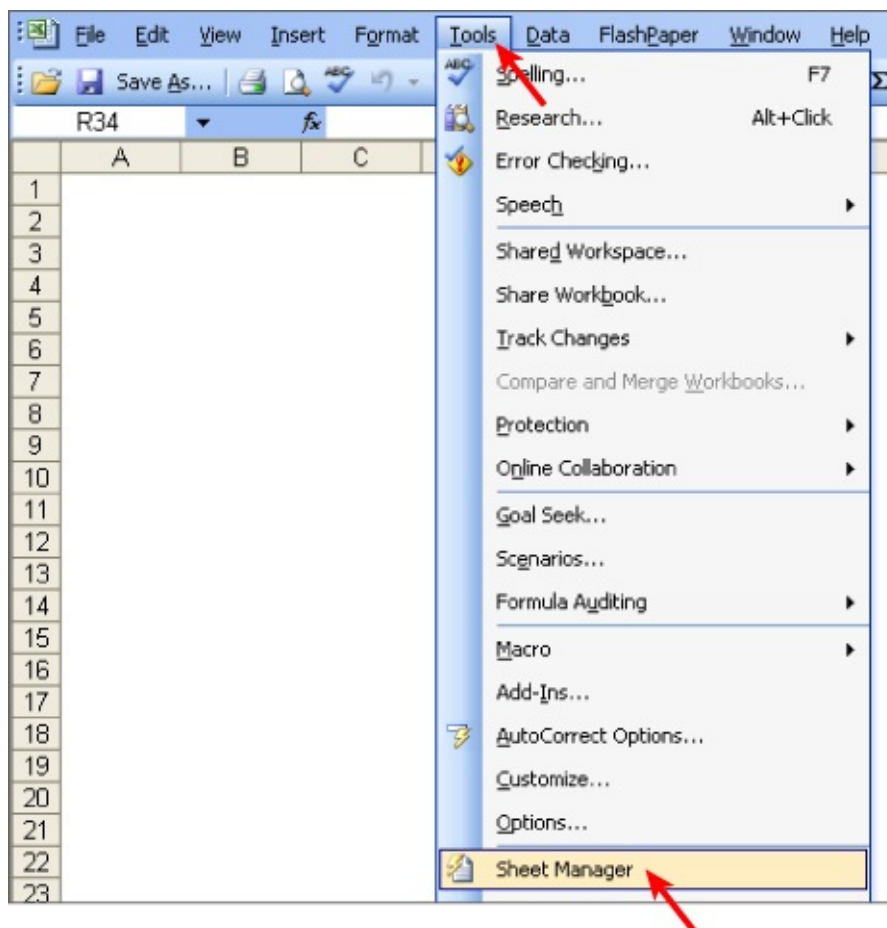 File Edit View Insert Format Tools Data FlashPaper Window Help
Save As... ABC Σ
R34 fx
A B C
1
2
3
4
5
6
7
8
9
10
11
12
13
14
15
16
17
18
19
20
21
22
23
ABC Spelling... F7
Research... Alt+Click
Error Checking...
Speech
Shared Workspace...
Share Workbook...
Track Changes
Compare and Merge Workbooks...
Protection
Online Collaboration
Goal Seek...
Scenarios...
Formula Auditing
Macro
Add-Ins...
AutoCorrect Options...
Customize...
Options...
Sheet Manager